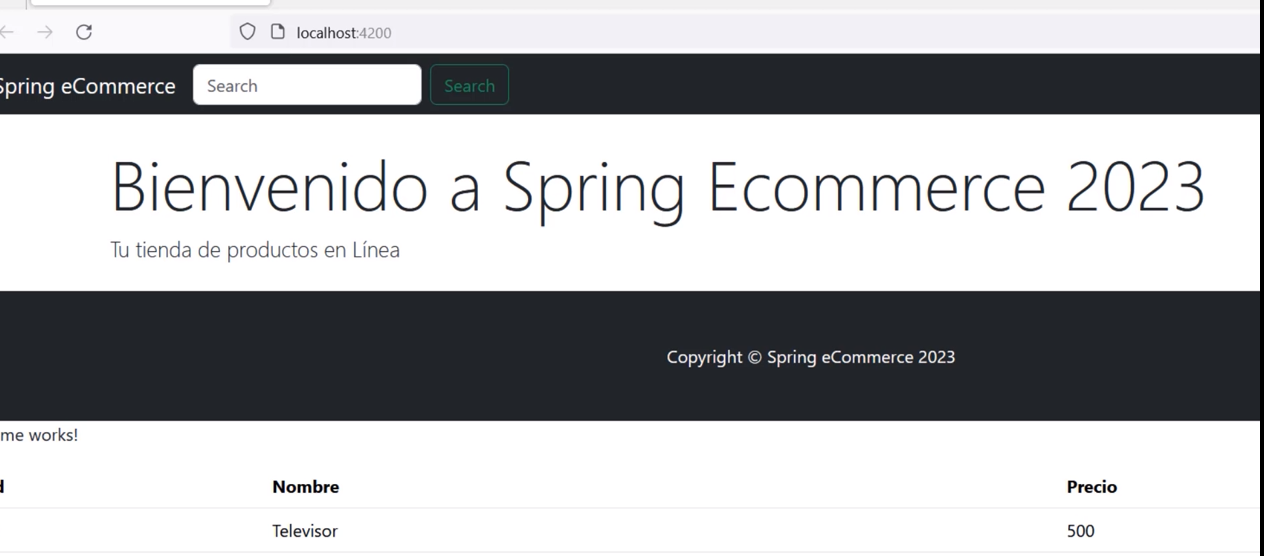 localhost:4200
Spring eCommerce Search Search
Bienvenido a Spring Ecommerce 2023
Tu tienda de productos en Línea
Copyright © Spring eCommerce 2023
me works!
Nombre Precio
Televisor 500